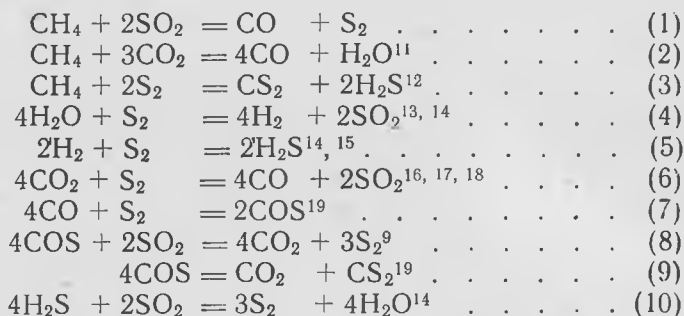 CH₄ + 2SO₂ = CO + S₂ . . . . . . . (1)
CH₄ + 3CO₂ = 4CO + H₂O¹¹ . . . . . . (2)
CH₄ + 2S₂ = CS₂ + 2H₂S¹² . . . . . . (3)
4H₂O + S₂ = 4H₂ + 2SO₂¹³, ¹⁴ . . . . . (4)
2H₂ + S₂ = 2H₂S¹⁴, ¹⁵ . . . . . . . . (5)
4CO₂ + S₂ = 4CO + 2SO₂¹⁶, ¹⁷, ¹⁸ . . . . (6)
4CO + S₂ = 2COS¹⁹ . . . . . . . . (7)
4COS + 2SO₂ = 4CO₂ + 3S₂⁹ . . . . . (8)
4COS = CO₂ + CS₂¹⁹ . . . . . . (9)
4H₂S + 2SO₂ = 3S₂ + 4H₂O¹⁴ . . . . . (10)